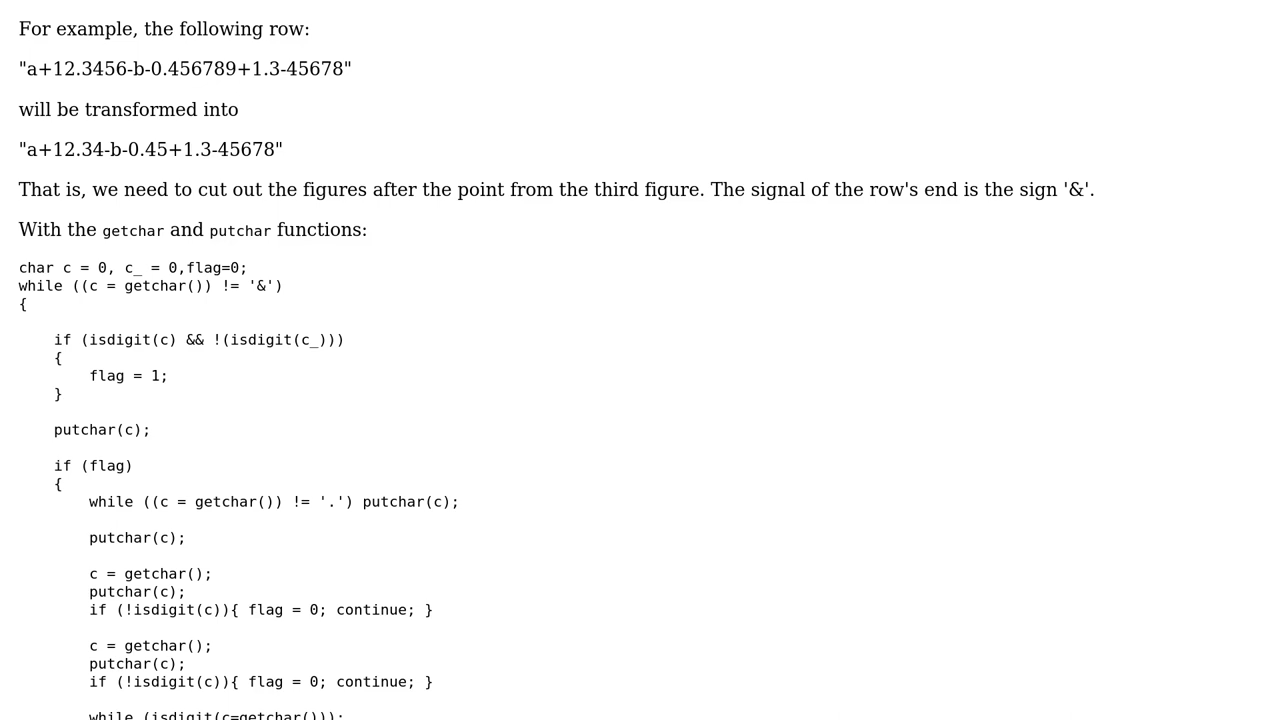 For example, the following row:
"a+12.3456-b-0.456789+1.3-45678"
will be transformed into
"a+12.34-b-0.45+1.3-45678"
That is, we need to cut out the figures after the point from the third figure. The signal of the row's end is the sign '&'.
With the getchar and putchar functions:
char c = 0, c_ = 0,flag=0;
while ((c = getchar()) != '&')
{
    if (isdigit(c) && !(isdigit(c_)))
    {
        flag = 1;
    }
    putchar(c);
    if (flag)
    {
        while ((c = getchar()) != '.') putchar(c);
        putchar(c);
        c = getchar();
        putchar(c);
        if (!isdigit(c)){ flag = 0; continue; }
        c = getchar();
        putchar(c);
        if (!isdigit(c)){ flag = 0; continue; }
        while (isdigit(c=getchar()));